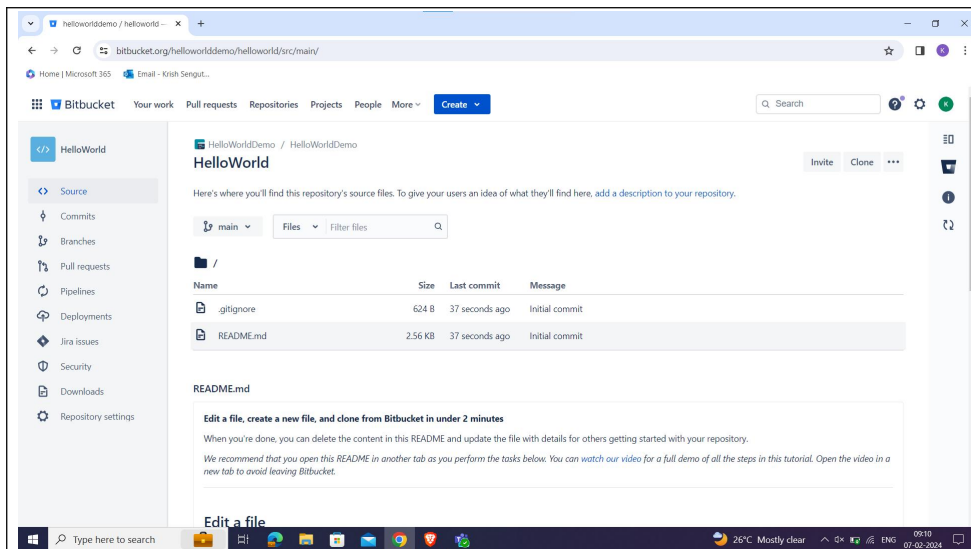 helloworlddemo / helloworld —
bitbucket.org/helloworlddemo/helloworld/src/main/
K
Home | Microsoft 365 Email - Krish Sengut...
Bitbucket Your work Pull requests Repositories Projects People More Create Search K
HelloWorld
Source
Commits
Branches
Pull requests
Pipelines
Deployments
Jira issues
Security
Downloads
Repository settings
HelloWorldDemo / HelloWorldDemo
HelloWorld
Invite Clone
Here's where you'll find this repository's source files. To give your users an idea of what they'll find here, add a description to your repository.
main Files Filter files
/
Name Size Last commit Message
.gitignore 624 B 37 seconds ago Initial commit
README.md 2.56 KB 37 seconds ago Initial commit
README.md
Edit a file, create a new file, and clone from Bitbucket in under 2 minutes
When you're done, you can delete the content in this README and update the file with details for others getting started with your repository.
We recommend that you open this README in another tab as you perform the tasks below. You can watch our video for a full demo of all the steps in this tutorial. Open the video in a
new tab to avoid leaving Bitbucket.
Edit a file
Type here to search 26°C Mostly clear ENG 09:10
07-02-2024